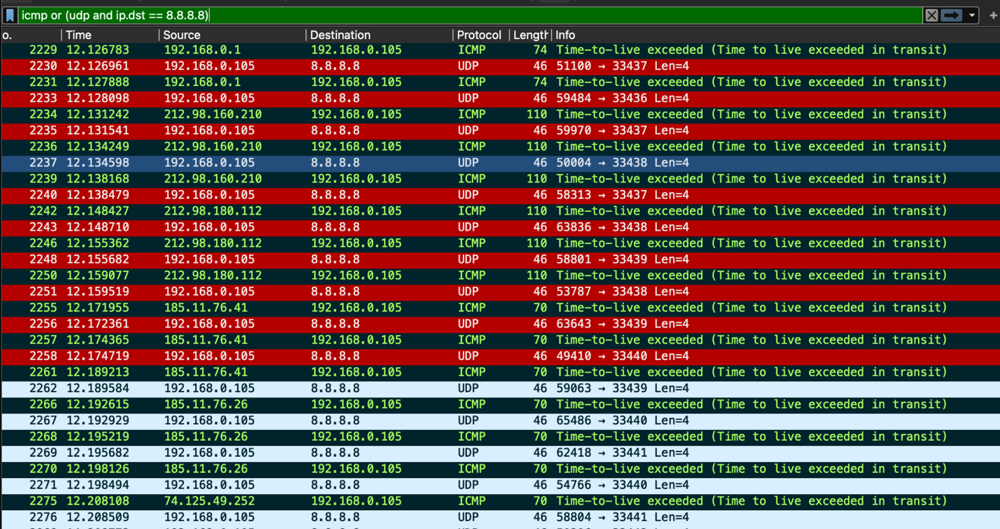 icmp or (udp and ip.dst == 8.8.8.8)
o. Time Source Destination Protocol Length Info
2229 12.126783 192.168.0.1 192.168.0.105 ICMP 74 Time-to-live exceeded (Time to live exceeded in transit)
2230 12.126961 192.168.0.105 8.8.8.8 UDP 46 51100 → 33437 Len=4
2231 12.127888 192.168.0.1 192.168.0.105 ICMP 74 Time-to-live exceeded (Time to live exceeded in transit)
2233 12.128098 192.168.0.105 8.8.8.8 UDP 46 59484 → 33436 Len=4
2234 12.131242 212.98.160.210 192.168.0.105 ICMP 110 Time-to-live exceeded (Time to live exceeded in transit)
2235 12.131541 192.168.0.105 8.8.8.8 UDP 46 59970 → 33437 Len=4
2236 12.134249 212.98.160.210 192.168.0.105 ICMP 110 Time-to-live exceeded (Time to live exceeded in transit)
2237 12.134598 192.168.0.105 8.8.8.8 UDP 46 50004 → 33438 Len=4
2239 12.138168 212.98.160.210 192.168.0.105 ICMP 110 Time-to-live exceeded (Time to live exceeded in transit)
2240 12.138479 192.168.0.105 8.8.8.8 UDP 46 58313 → 33437 Len=4
2242 12.148427 212.98.180.112 192.168.0.105 ICMP 110 Time-to-live exceeded (Time to live exceeded in transit)
2243 12.148710 192.168.0.105 8.8.8.8 UDP 46 63836 → 33438 Len=4
2246 12.155362 212.98.180.112 192.168.0.105 ICMP 110 Time-to-live exceeded (Time to live exceeded in transit)
2248 12.155682 192.168.0.105 8.8.8.8 UDP 46 58801 → 33439 Len=4
2250 12.159077 212.98.180.112 192.168.0.105 ICMP 110 Time-to-live exceeded (Time to live exceeded in transit)
2251 12.159519 192.168.0.105 8.8.8.8 UDP 46 53787 → 33438 Len=4
2255 12.171955 185.11.76.41 192.168.0.105 ICMP 70 Time-to-live exceeded (Time to live exceeded in transit)
2256 12.172361 192.168.0.105 8.8.8.8 UDP 46 63643 → 33439 Len=4
2257 12.174365 185.11.76.41 192.168.0.105 ICMP 70 Time-to-live exceeded (Time to live exceeded in transit)
2258 12.174719 192.168.0.105 8.8.8.8 UDP 46 49410 → 33440 Len=4
2261 12.189213 185.11.76.41 192.168.0.105 ICMP 70 Time-to-live exceeded (Time to live exceeded in transit)
2262 12.189584 192.168.0.105 8.8.8.8 UDP 46 59063 → 33439 Len=4
2266 12.192615 185.11.76.26 192.168.0.105 ICMP 70 Time-to-live exceeded (Time to live exceeded in transit)
2267 12.192929 192.168.0.105 8.8.8.8 UDP 46 65486 → 33440 Len=4
2268 12.195219 185.11.76.26 192.168.0.105 ICMP 70 Time-to-live exceeded (Time to live exceeded in transit)
2269 12.195682 192.168.0.105 8.8.8.8 UDP 46 62418 → 33441 Len=4
2270 12.198126 185.11.76.26 192.168.0.105 ICMP 70 Time-to-live exceeded (Time to live exceeded in transit)
2271 12.198494 192.168.0.105 8.8.8.8 UDP 46 54766 → 33440 Len=4
2275 12.208108 74.125.49.252 192.168.0.105 ICMP 70 Time-to-live exceeded (Time to live exceeded in transit)
2276 12.208509 192.168.0.105 8.8.8.8 UDP 46 58804 → 33441 Len=4